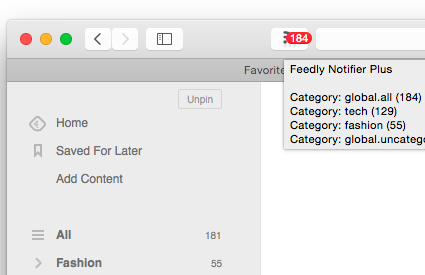 184
Favorite
Feedly Notifier Plus
Category: global.all (184)
Category: tech (129)
Category: fashion (55)
Category: global.uncatego
Unpin
Home
Saved For Later
Add Content
All 181
Fashion 55